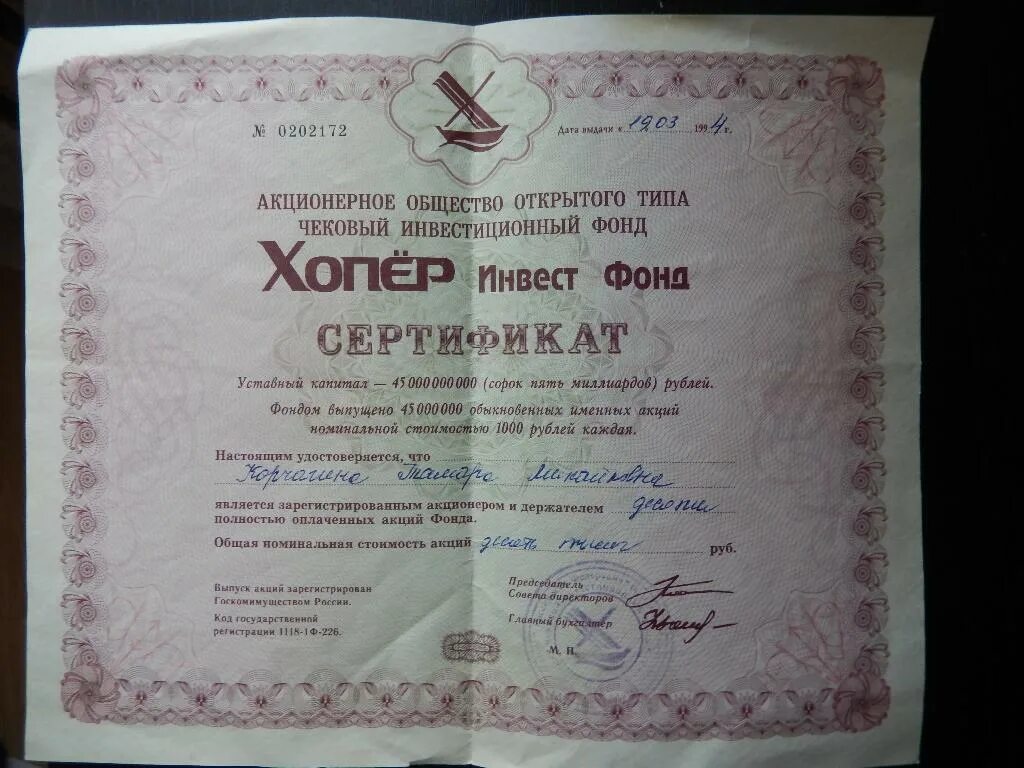 № 0202172
Дата выдачи « 19.03 1994 г.
АКЦИОНЕРНОЕ ОБЩЕСТВО ОТКРЫТОГО ТИПА
ЧЕКОВЫЙ ИНВЕСТИЦИОННЫЙ ФОНД
ХОПЁР ИНВЕСТ ФОНД
СЕРТИФИКАТ
Уставный капитал — 45 000 000 000 (сорок пять миллиардов) рублей.
Фондом выпущено 45 000 000 обыкновенных именных акций
номинальной стоимостью 1000 рублей каждая.
Настоящим удостоверяется, что
Корчагина Тамара Михайловна
является зарегистрированным акционером и держателем десяти
полностью оплаченных акций Фонда.
Общая номинальная стоимость акций десять тысяч руб.
Выпуск акций зарегистрирован
Госкомимуществом России.
Код государственной
регистрации 1118-1Ф-226.
Председатель
Совета директоров
Главный бухгалтер
М. П.